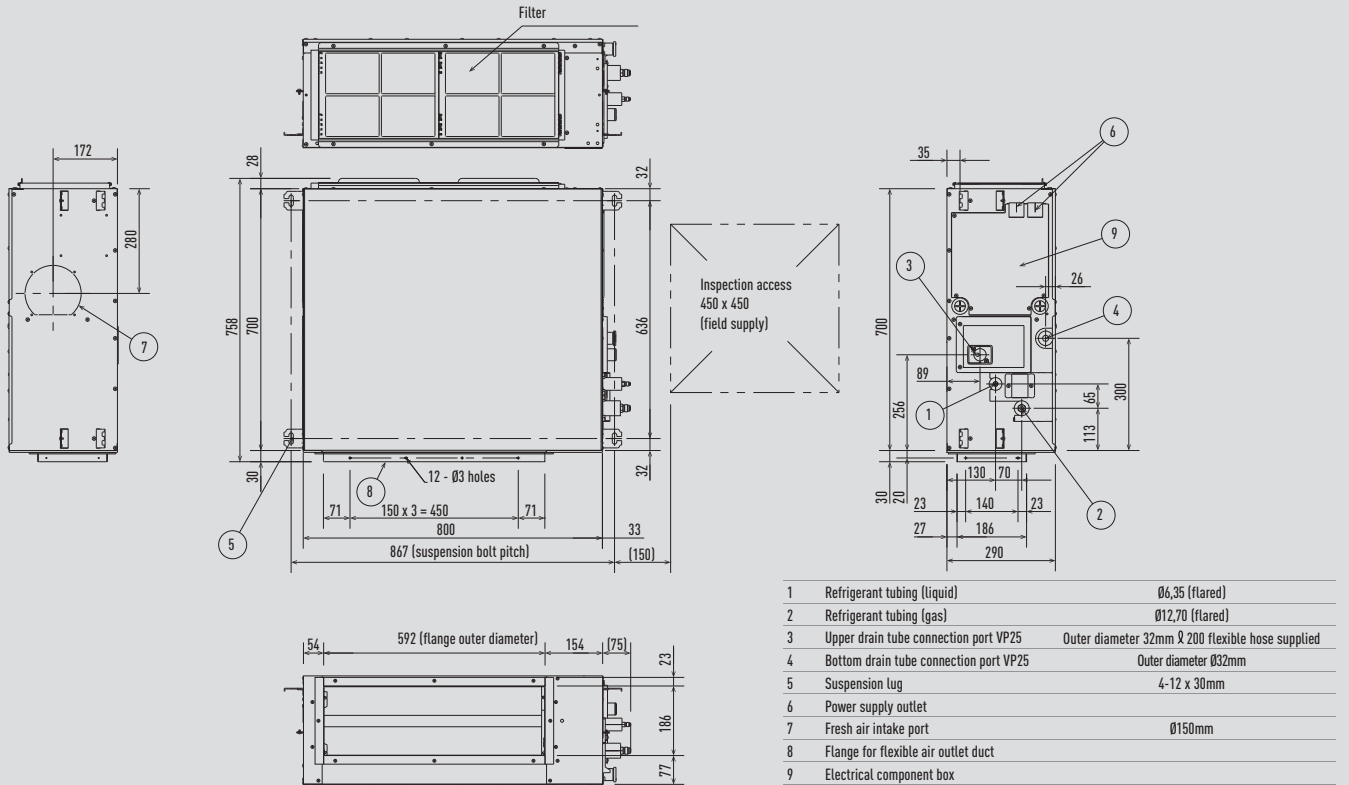 Filter
172
28
32
35
6
280
9
3
26
Inspection access
450 x 450
(field supply)
758
700
636
700
4
7
89
256
1
65
300
113
30
12 - Ø3 holes
32
8
71
150 x 3 = 450
71
130
70
30
20
23
140
23
2
800
33
27
186
5
867 (suspension bolt pitch)
(150)
290
54
592 (flange outer diameter)
154
(75)
23
186
77
1 Refrigerant tubing (liquid) Ø6,35 (flared)
2 Refrigerant tubing (gas) Ø12,70 (flared)
3 Upper drain tube connection port VP25 Outer diameter 32mm ℓ 200 flexible hose supplied
4 Bottom drain tube connection port VP25 Outer diameter Ø32mm
5 Suspension lug 4-12 x 30mm
6 Power supply outlet
7 Fresh air intake port Ø150mm
8 Flange for flexible air outlet duct
9 Electrical component box